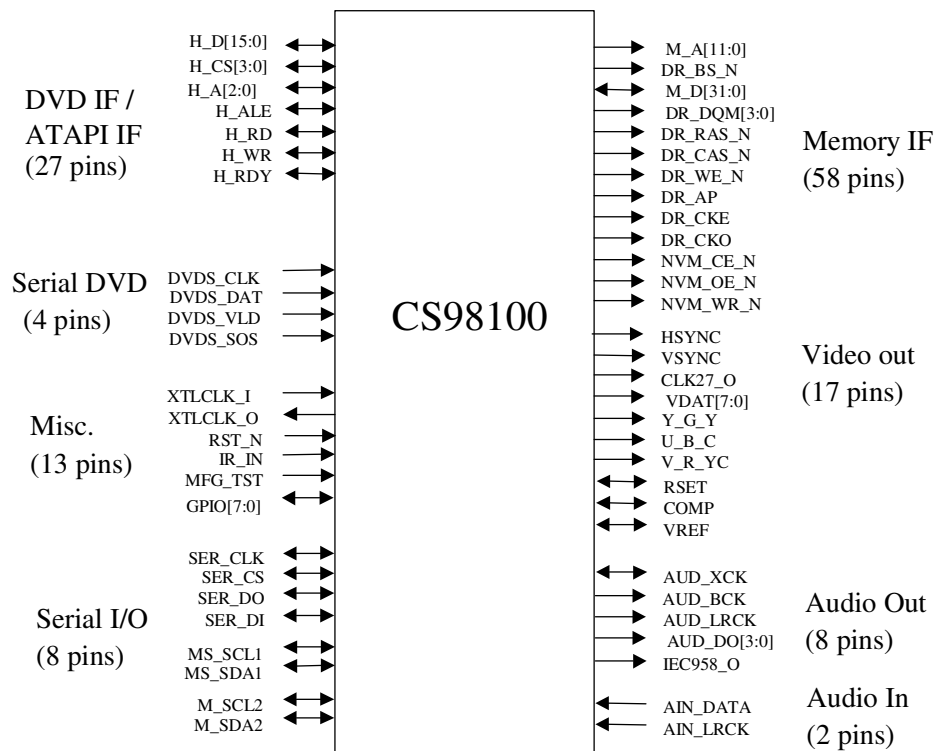 H_D[15:0]
H_CS[3:0]
H_A[2:0]
H_ALE
H_RD
H_WR
H_RDY
DVD IF /
ATAPI IF
(27 pins)
DVDS_CLK
DVDS_DAT
DVDS_VLD
DVDS_SOS
Serial DVD
(4 pins)
XTLCLK_I
XTLCLK_O
RST_N
IR_IN
MFG_TST
GPIO[7:0]
Misc.
(13 pins)
SER_CLK
SER_CS
SER_DO
SER_DI
MS_SCL1
MS_SDA1
M_SCL2
M_SDA2
Serial I/O
(8 pins)
CS98100
M_A[11:0]
DR_BS_N
M_D[31:0]
DR_DQM[3:0]
DR_RAS_N
DR_CAS_N
DR_WE_N
DR_AP
DR_CKE
DR_CKO
NVM_CE_N
NVM_OE_N
NVM_WR_N
Memory IF
(58 pins)
HSYNC
VSYNC
CLK27_O
VDAT[7:0]
Y_G_Y
U_B_C
V_R_YC
RSET
COMP
VREF
Video out
(17 pins)
AUD_XCK
AUD_BCK
AUD_LRCK
AUD_DO[3:0]
IEC958_O
Audio Out
(8 pins)
AIN_DATA
AIN_LRCK
Audio In
(2 pins)